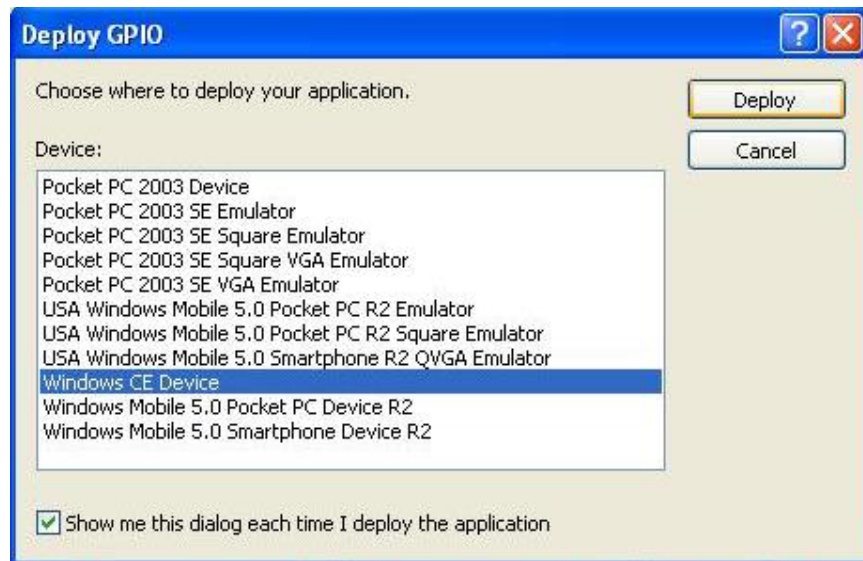 Deploy GPIO
Choose where to deploy your application.
Deploy
Device:
Cancel
Pocket PC 2003 Device
Pocket PC 2003 SE Emulator
Pocket PC 2003 SE Square Emulator
Pocket PC 2003 SE Square VGA Emulator
Pocket PC 2003 SE VGA Emulator
USA Windows Mobile 5.0 Pocket PC R2 Emulator
USA Windows Mobile 5.0 Pocket PC R2 Square Emulator
USA Windows Mobile 5.0 Smartphone R2 QVGA Emulator
Windows CE Device
Windows Mobile 5.0 Pocket PC Device R2
Windows Mobile 5.0 Smartphone Device R2
Show me this dialog each time I deploy the application